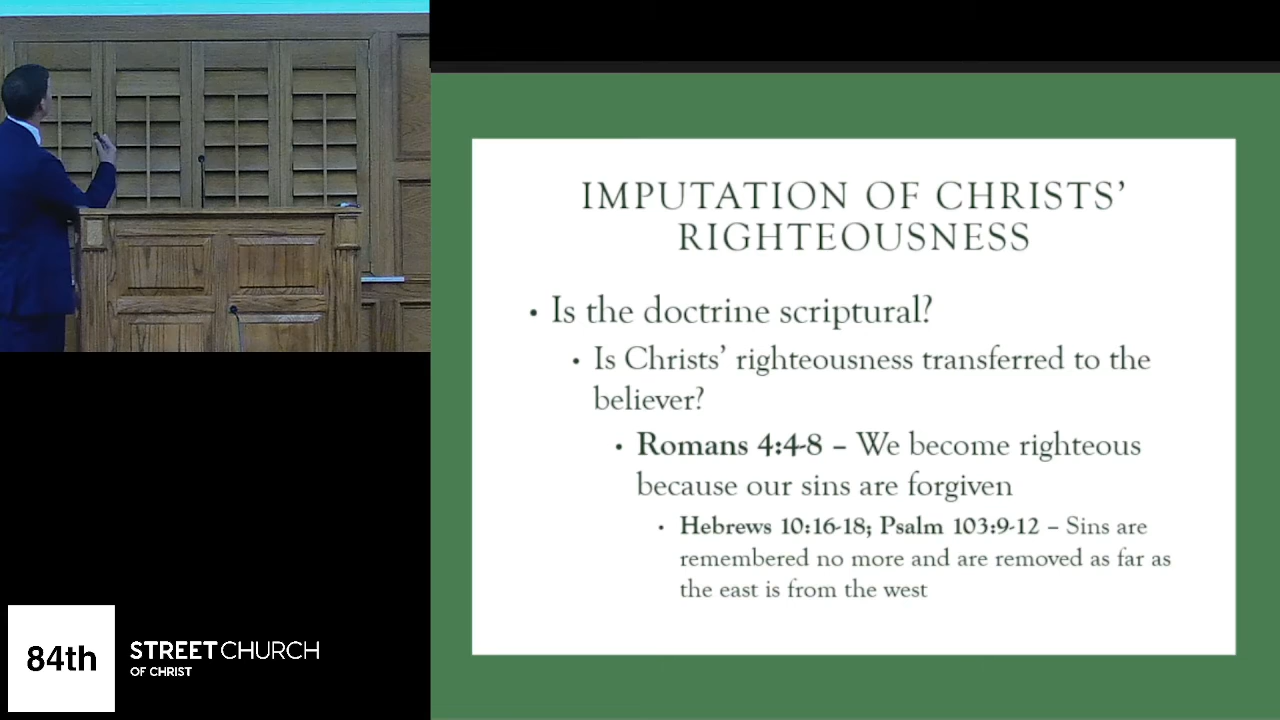 IMPUTATION OF CHRISTS’
RIGHTEOUSNESS
• Is the doctrine scriptural?
• Is Christs’ righteousness transferred to the
believer?
• Romans 4:4-8 – We become righteous
because our sins are forgiven
• Hebrews 10:16-18; Psalm 103:9-12 – Sins are
remembered no more and are removed as far as
the east is from the west
84th
STREET CHURCH
OF CHRIST